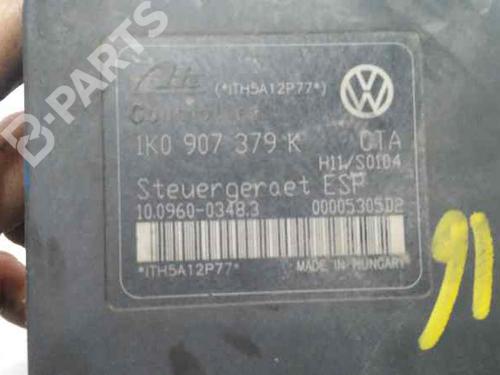 B-PARTS
Ate (*ITH5A12P77*)
1K0 907 379 K CTA
H11/S0104
Steuergeraet ESP
10.0960-0348.3 00005305D2
*ITH5A12P77*
MADE IN HUNGARY
91